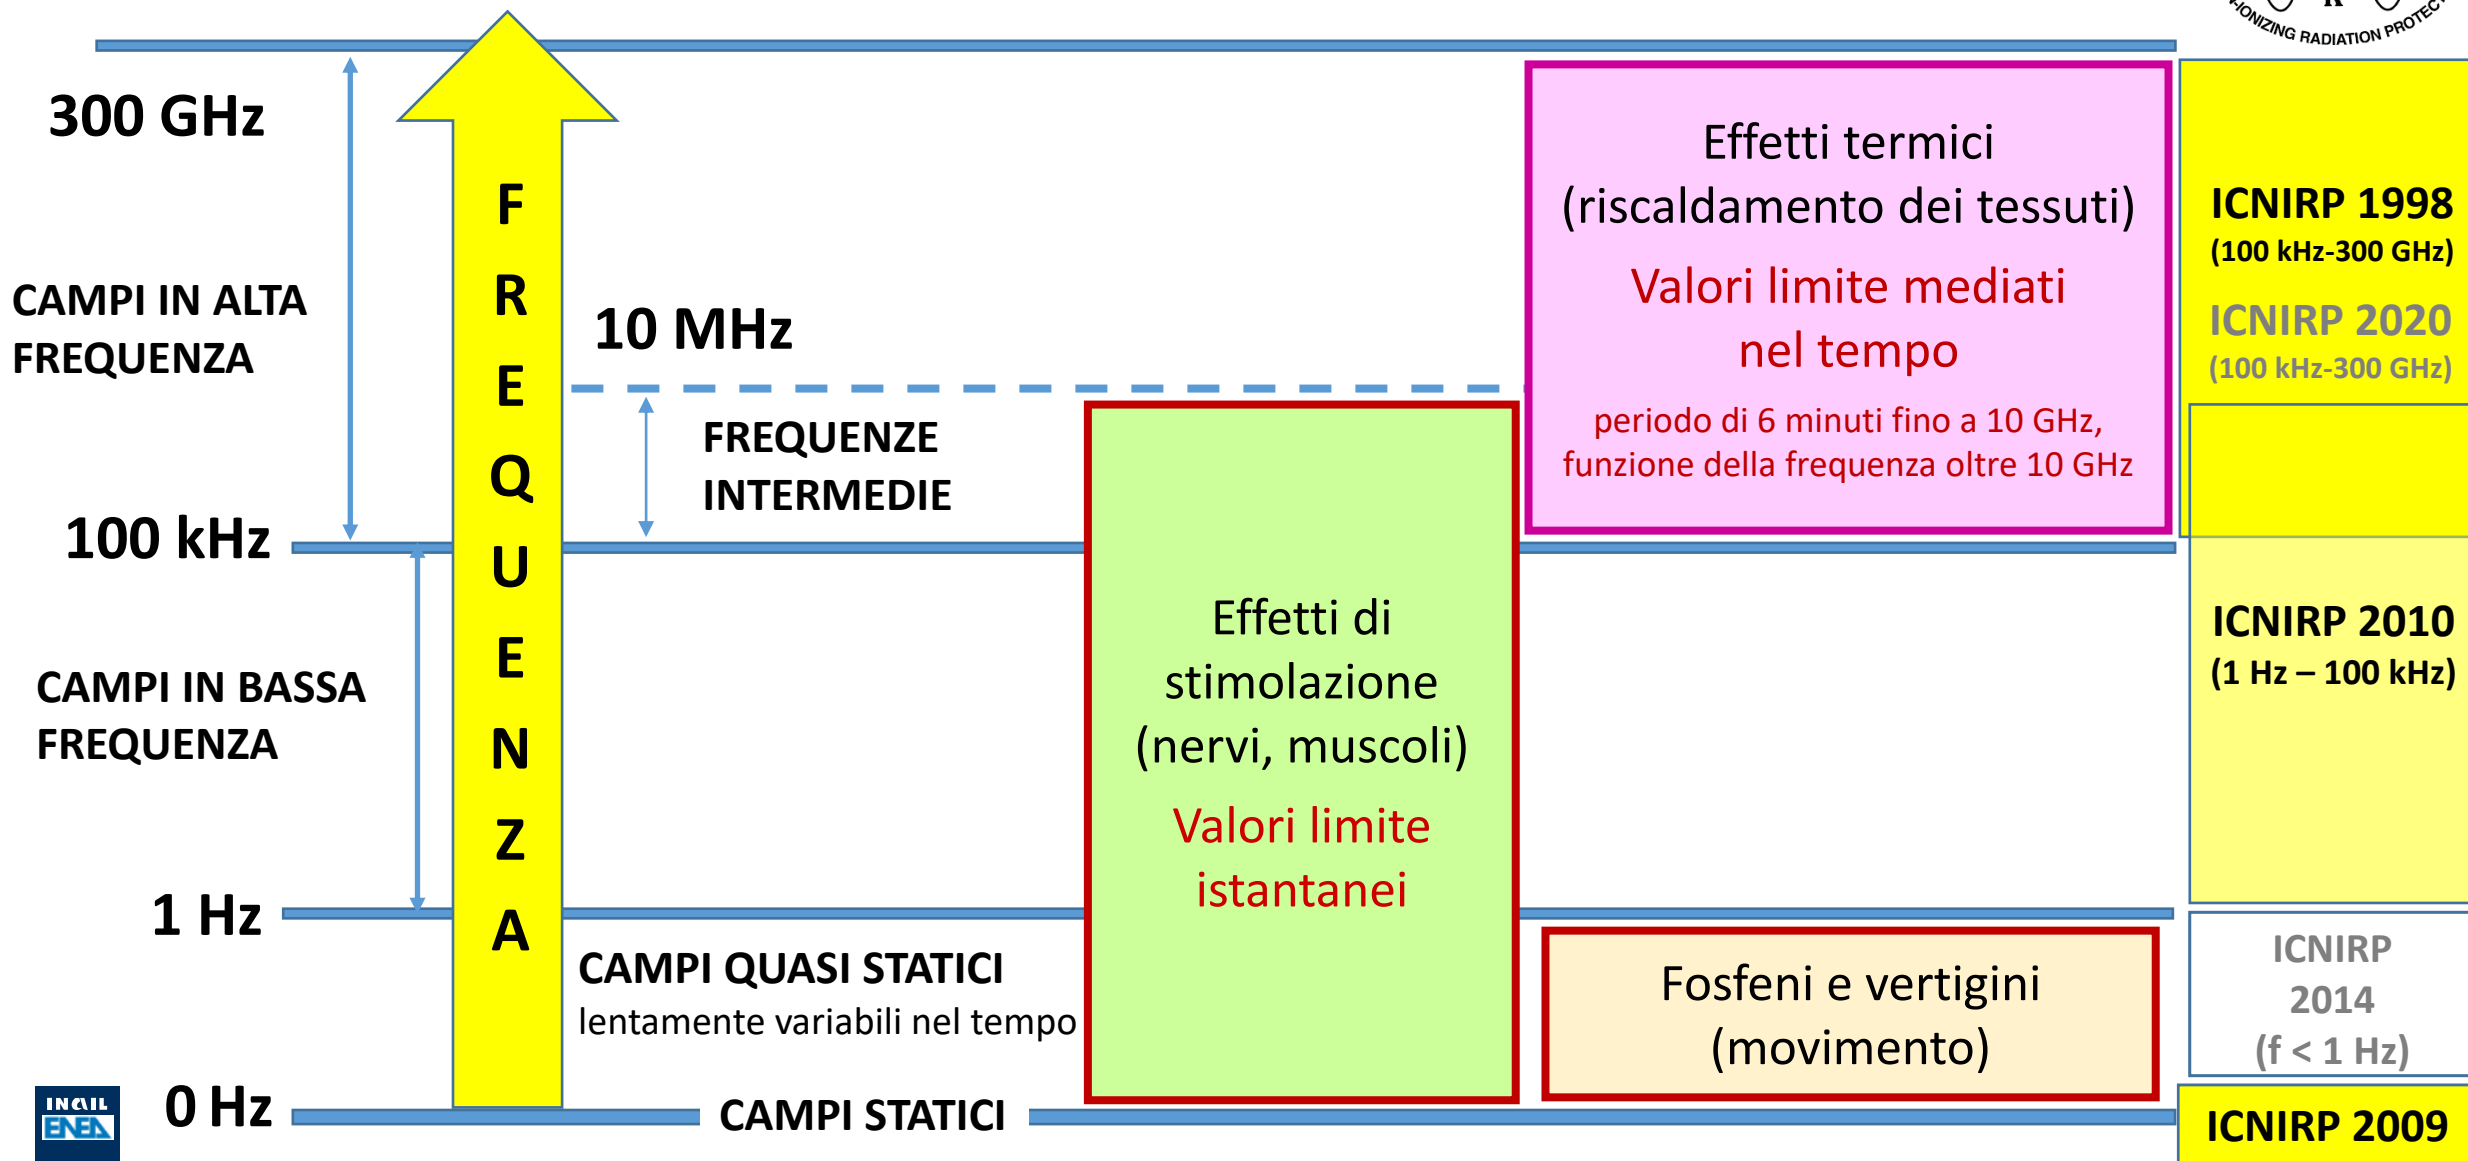 300 GHz
CAMPI IN ALTA
FREQUENZA
100 kHz
CAMPI IN BASSA
FREQUENZA
1 Hz
0 Hz
INAIL
ENEA
F
R
E
Q
U
E
N
Z
A
10 MHz
FREQUENZE
INTERMEDIE
CAMPI QUASI STATICI
lentamente variabili nel tempo
CAMPI STATICI
Effetti di
stimolazione
(nervi, muscoli)
Valori limite
istantanei
Effetti termici
(riscaldamento dei tessuti)
Valori limite mediati
nel tempo
periodo di 6 minuti fino a 10 GHz,
funzione della frequenza oltre 10 GHz
Fosfeni e vertigini
(movimento)
R
IONIZING RADIATION PROTEC
ICNIRP 1998
(100 kHz-300 GHz)
ICNIRP 2020
(100 kHz-300 GHz)
ICNIRP 2010
(1 Hz – 100 kHz)
ICNIRP
2014
(f < 1 Hz)
ICNIRP 2009